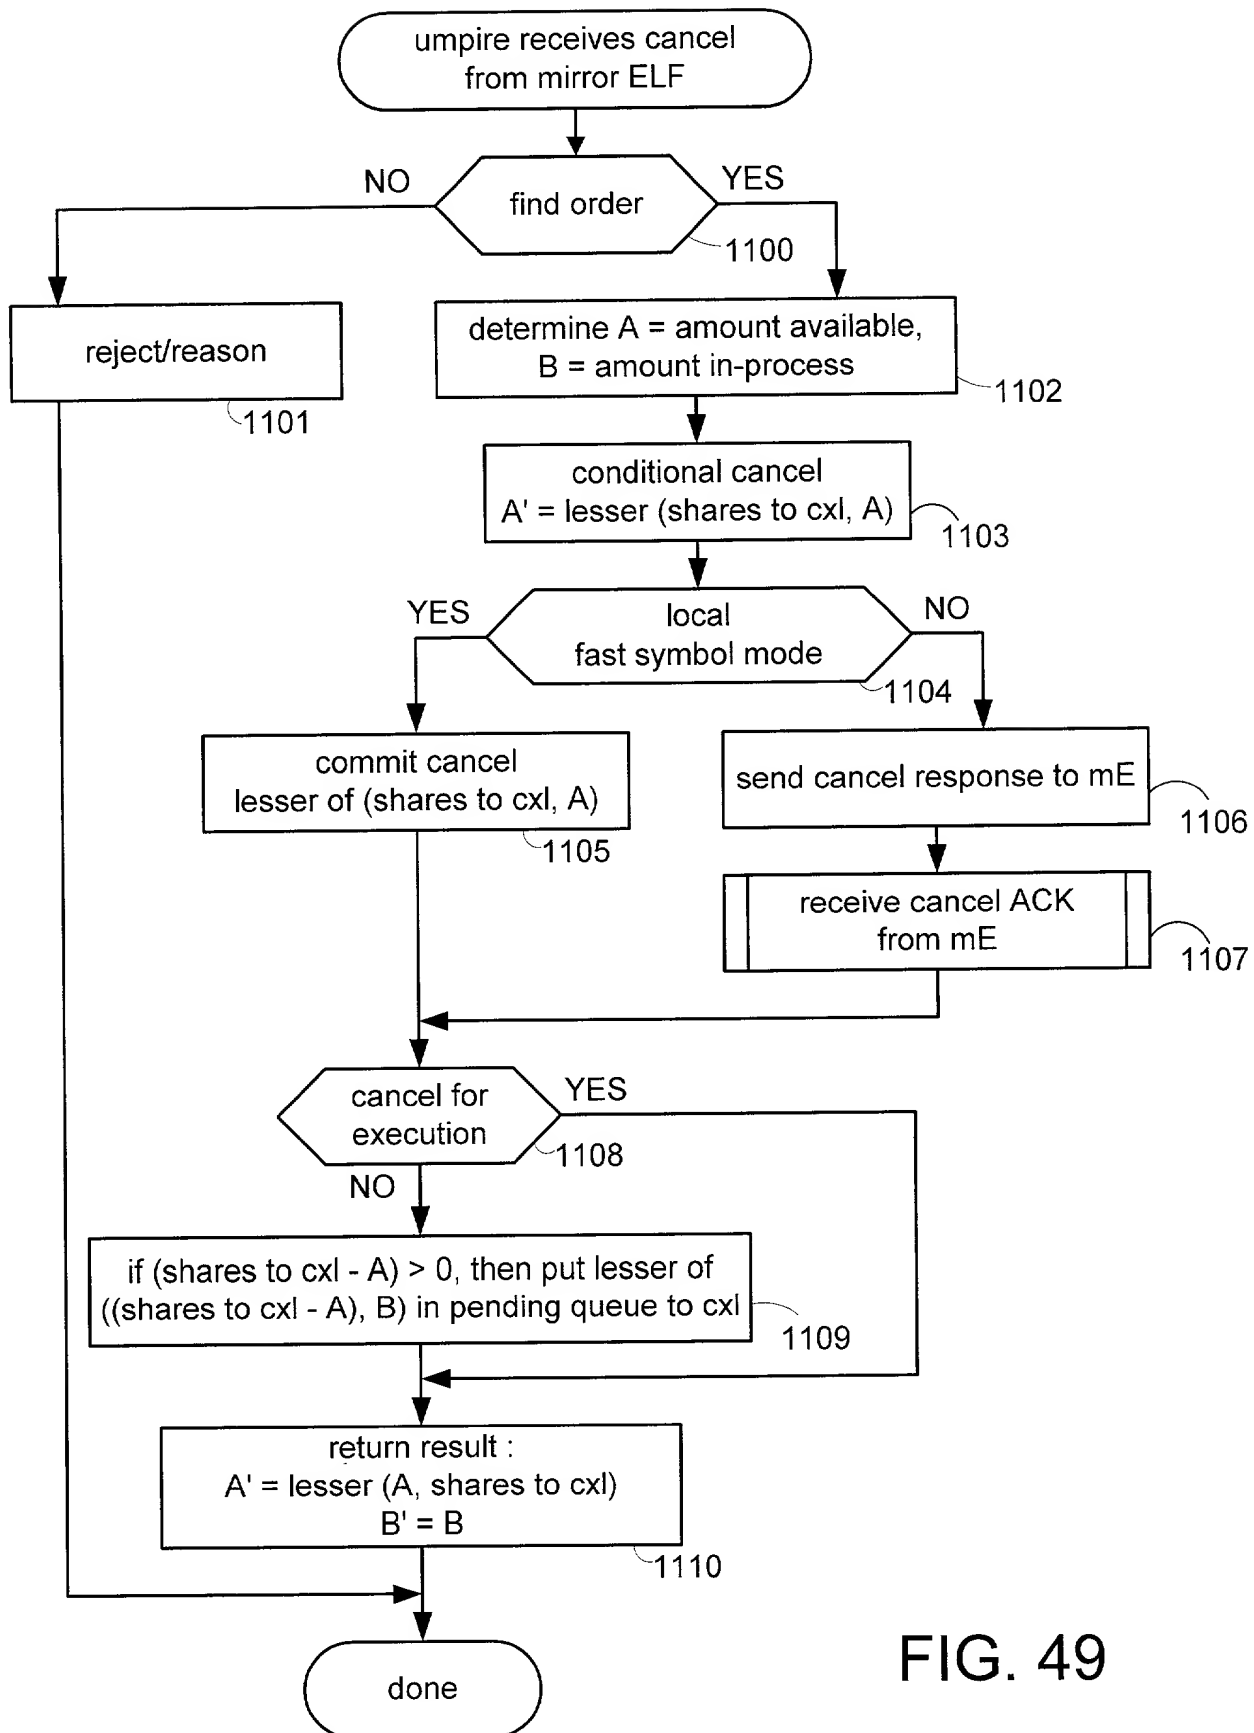 umpire receives cancel
from mirror ELF
NO
YES
find order
1100
reject/reason
1101
determine A = amount available,
B = amount in-process
1102
conditional cancel
A' = lesser (shares to cxl, A)
1103
YES
NO
local
fast symbol mode
1104
commit cancel
lesser of (shares to cxl, A)
1105
send cancel response to mE
1106
receive cancel ACK
from mE
1107
cancel for
execution
YES
1108
NO
if (shares to cxl - A) > 0, then put lesser of
((shares to cxl - A), B) in pending queue to cxl
1109
return result :
A' = lesser (A, shares to cxl)
B' = B
1110
done
FIG. 49